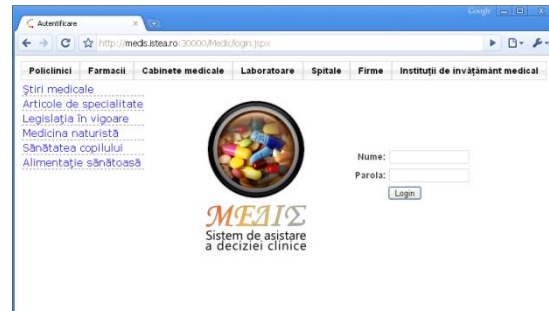 Google
Autentificare
http://medis.istea.ro:30000/Medis/login.jspx
Policlinici Farmacii Cabinete medicale Laboratoare Spitale Firme Instituții de invățământ medical
Știri medicale
Articole de specialitate
Legislația în vigoare
Medicina naturistă
Sănătatea copilului
Alimentație sănătoasă
Nume:
Parola:
Login
ΜΕΔΙΣ
Sistem de asistare
a deciziei clinice